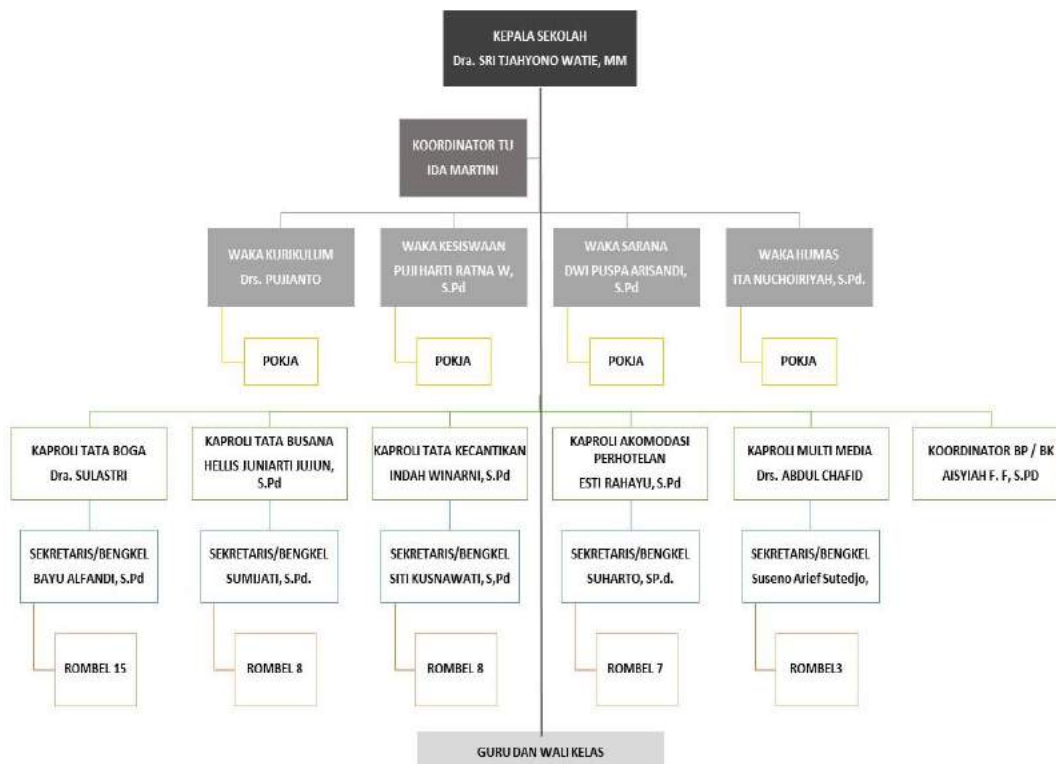 KEPALA SEKOLAH
Dra. SRI TJAHYONO WATIE, MM
KOORDINATOR TU
IDA MARTINI
WAKA KURIKULUM
Drs. PUJIANTO
WAKA KESISWAAN
PUJI HARTI RATNA W,
S.Pd
WAKA SARANA
DWI PUSPA ARISANDI,
S.Pd
WAKA HUMAS
ITA NUCHOIRIYAH, S.Pd.
POKJA
POKJA
POKJA
POKJA
KAPROLI TATA BOGA
Dra. SULASTRI
KAPROLI TATA BUSANA
HELLIS JUNIARTI JUJUN,
S.Pd
KAPROLI TATA KECANTIKAN
INDAH WINARNI, S.Pd
KAPROLI AKOMODASI
PERHOTELAN
ESTI RAHAYU, S.Pd
KAPROLI MULTI MEDIA
Drs. ABDUL CHAFID
KOORDINATOR BP / BK
AISYIAH F. F, S.PD
SEKRETARIS/BENGKEL
BAYU ALFANDI, S.Pd
SEKRETARIS/BENGKEL
SUMIJATI, S.Pd.
SEKRETARIS/BENGKEL
SITI KUSNAWATI, S,Pd
SEKRETARIS/BENGKEL
SUHARTO, SP.d.
SEKRETARIS/BENGKEL
Suseno Arief Sutedjo,
ROMBEL 15
ROMBEL 8
ROMBEL 8
ROMBEL 7
ROMBEL3
GURU DAN WALI KELAS